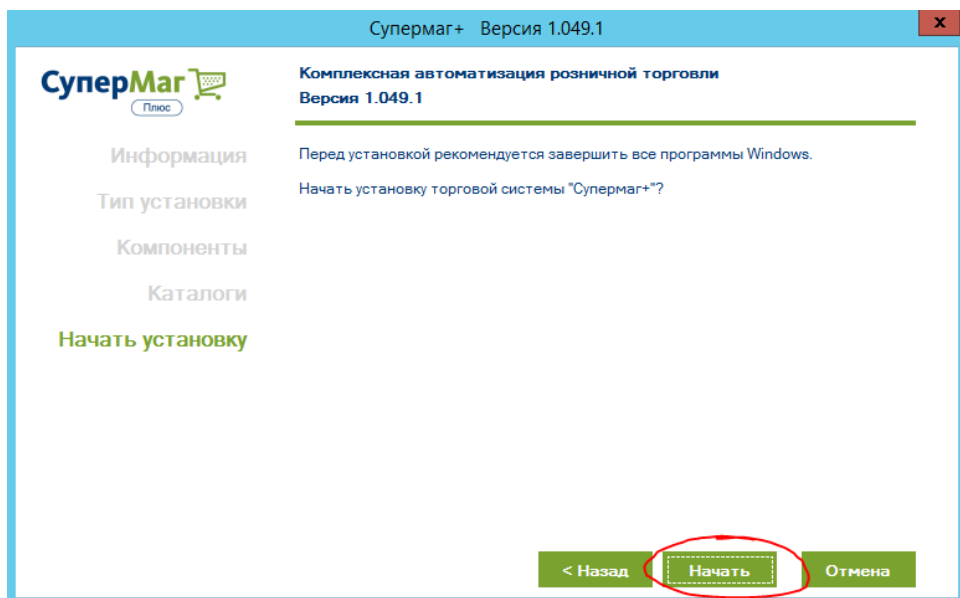 Супермаг+ Версия 1.049.1
x
СуперМаг
Плюс
Комплексная автоматизация розничной торговли
Версия 1.049.1
Информация
Тип установки
Компоненты
Каталоги
Начать установку
Перед установкой рекомендуется завершить все программы Windows.
Начать установку торговой системы "Супермаг+"?
< Назад
Начать
Отмена